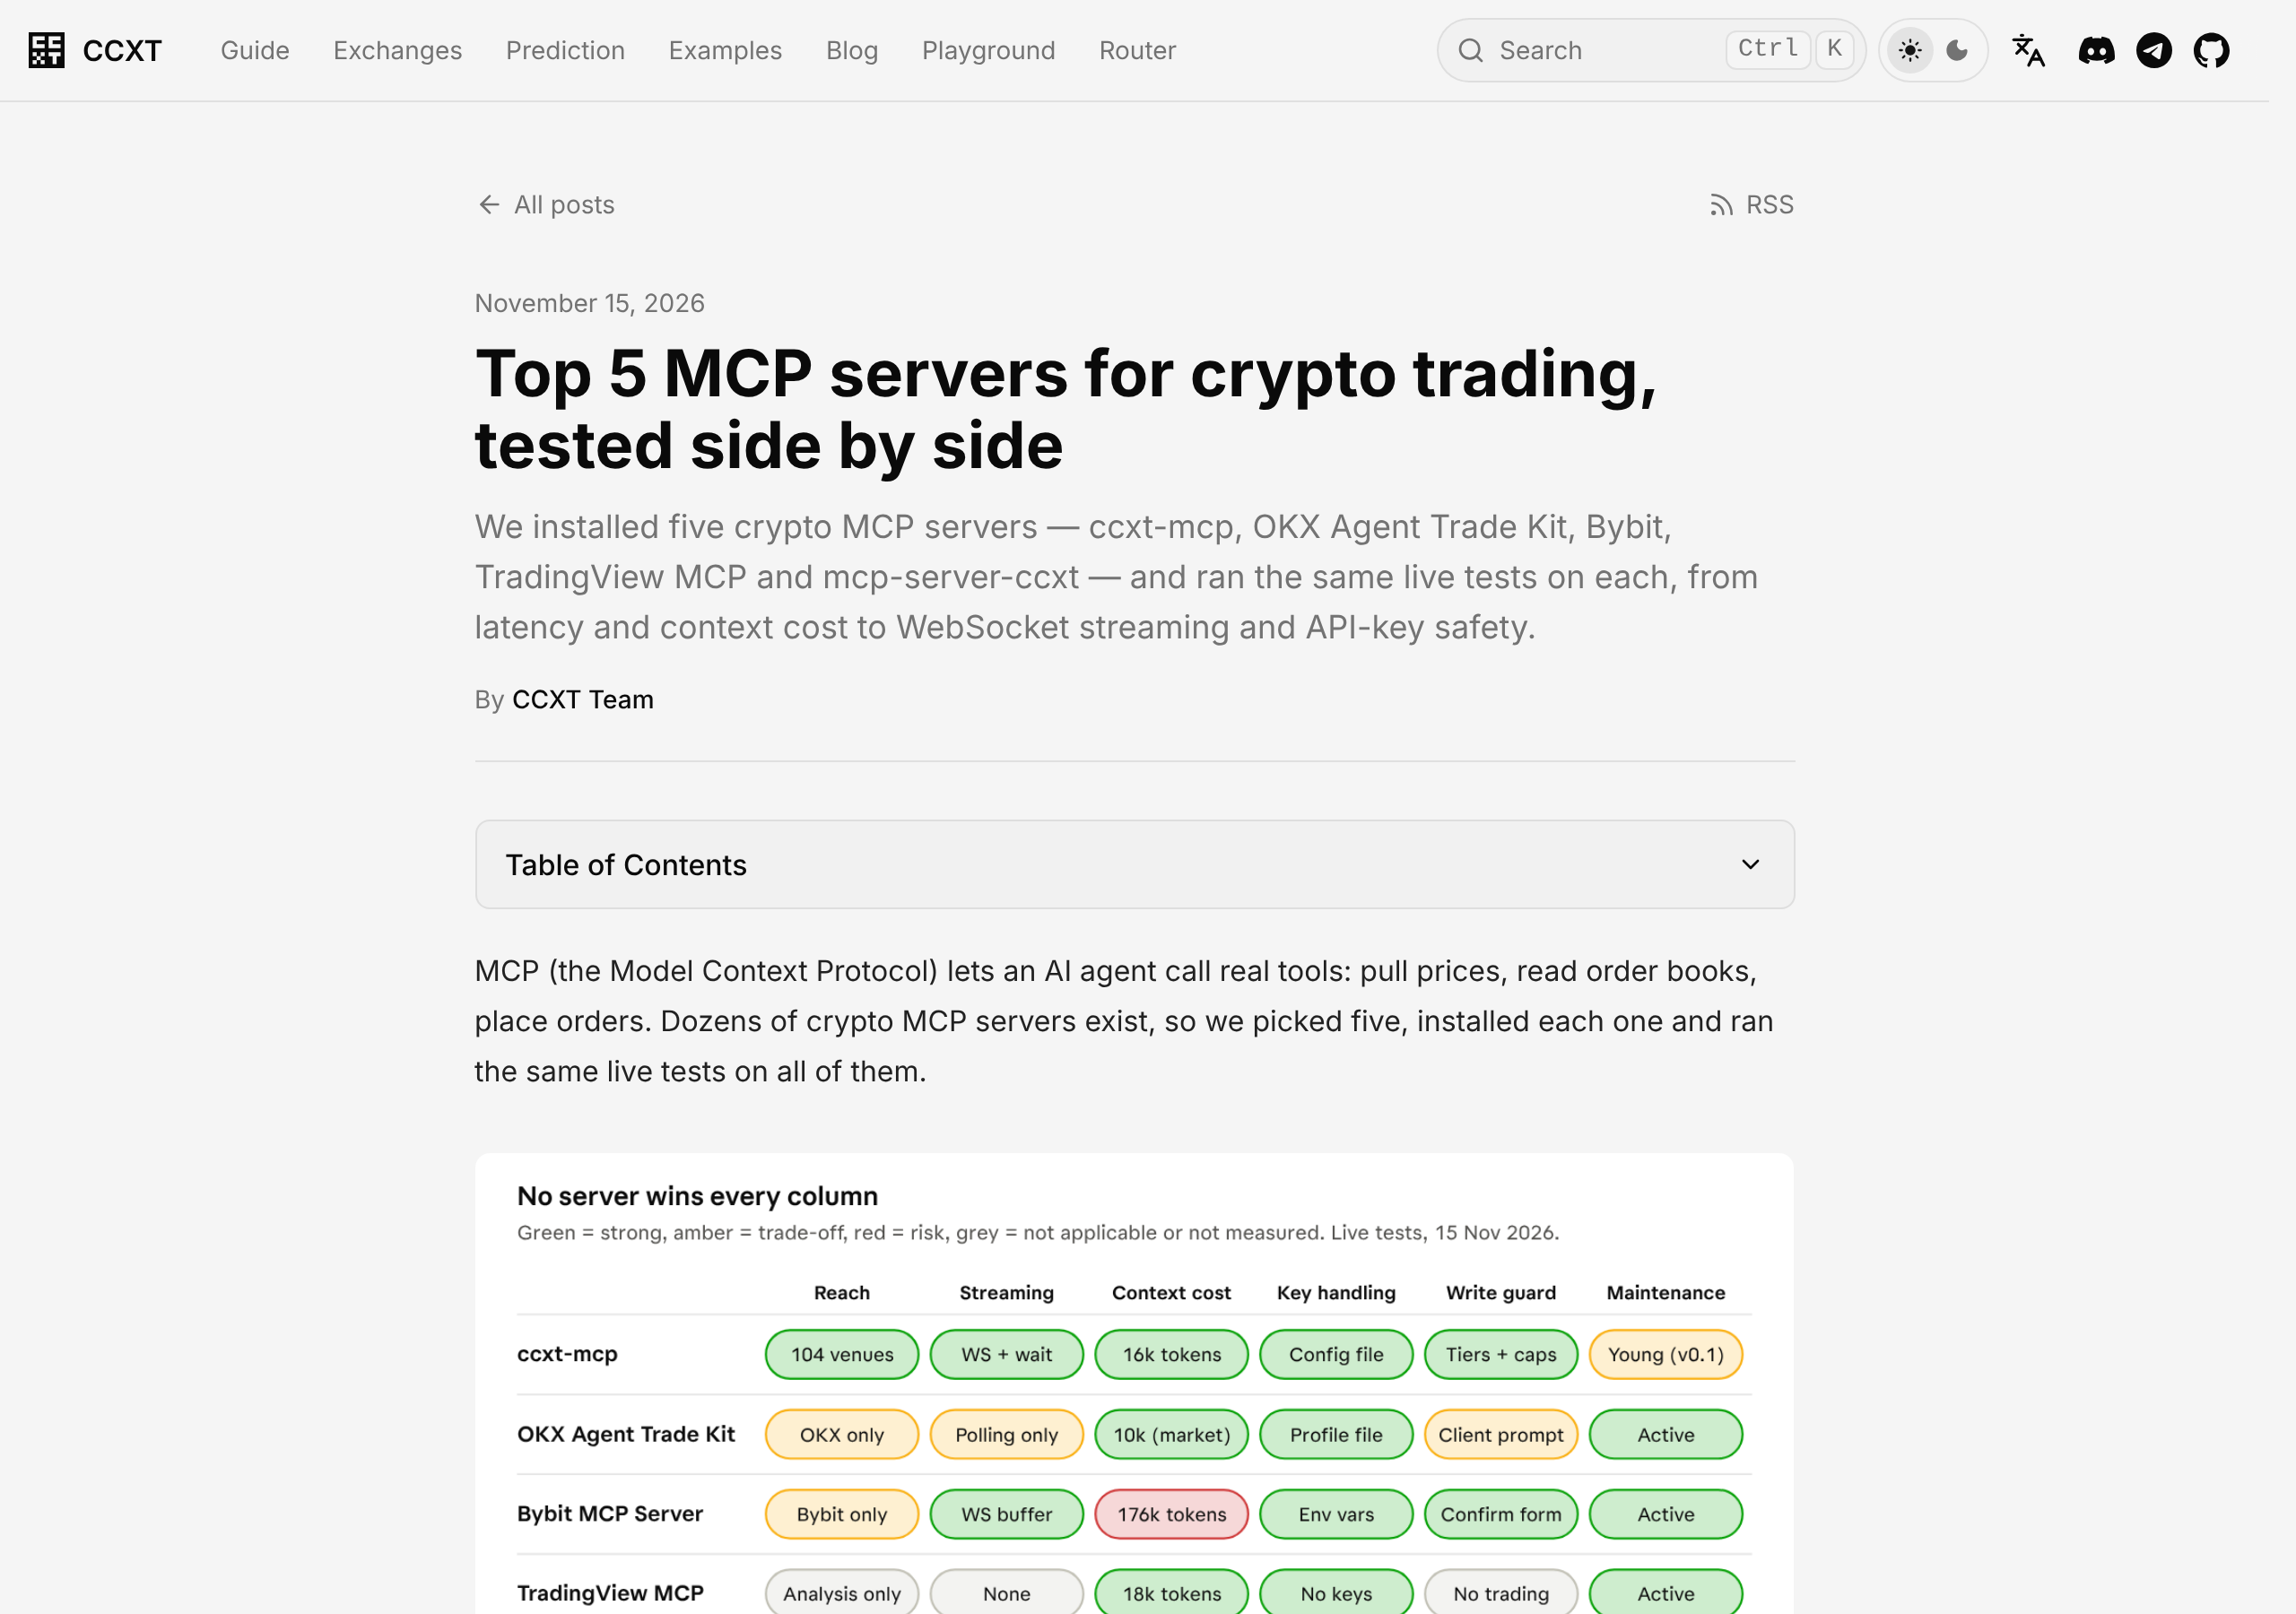 CCXT Guide Exchanges Prediction Examples Blog Playground Router Search Ctrl K
All posts RSS
November 15, 2026
Top 5 MCP servers for crypto trading,
tested side by side
We installed five crypto MCP servers — ccxt-mcp, OKX Agent Trade Kit, Bybit,
TradingView MCP and mcp-server-ccxt — and ran the same live tests on each, from
latency and context cost to WebSocket streaming and API-key safety.
By CCXT Team
Table of Contents
MCP (the Model Context Protocol) lets an AI agent call real tools: pull prices, read order books,
place orders. Dozens of crypto MCP servers exist, so we picked five, installed each one and ran
the same live tests on all of them.
No server wins every column
Green = strong, amber = trade-off, red = risk, grey = not applicable or not measured. Live tests, 15 Nov 2026.
Reach Streaming Context cost Key handling Write guard Maintenance
ccxt-mcp 104 venues WS + wait 16k tokens Config file Tiers + caps Young (v0.1)
OKX Agent Trade Kit OKX only Polling only 10k (market) Profile file Client prompt Active
Bybit MCP Server Bybit only WS buffer 176k tokens Env vars Confirm form Active
TradingView MCP Analysis only None 18k tokens No keys No trading Active